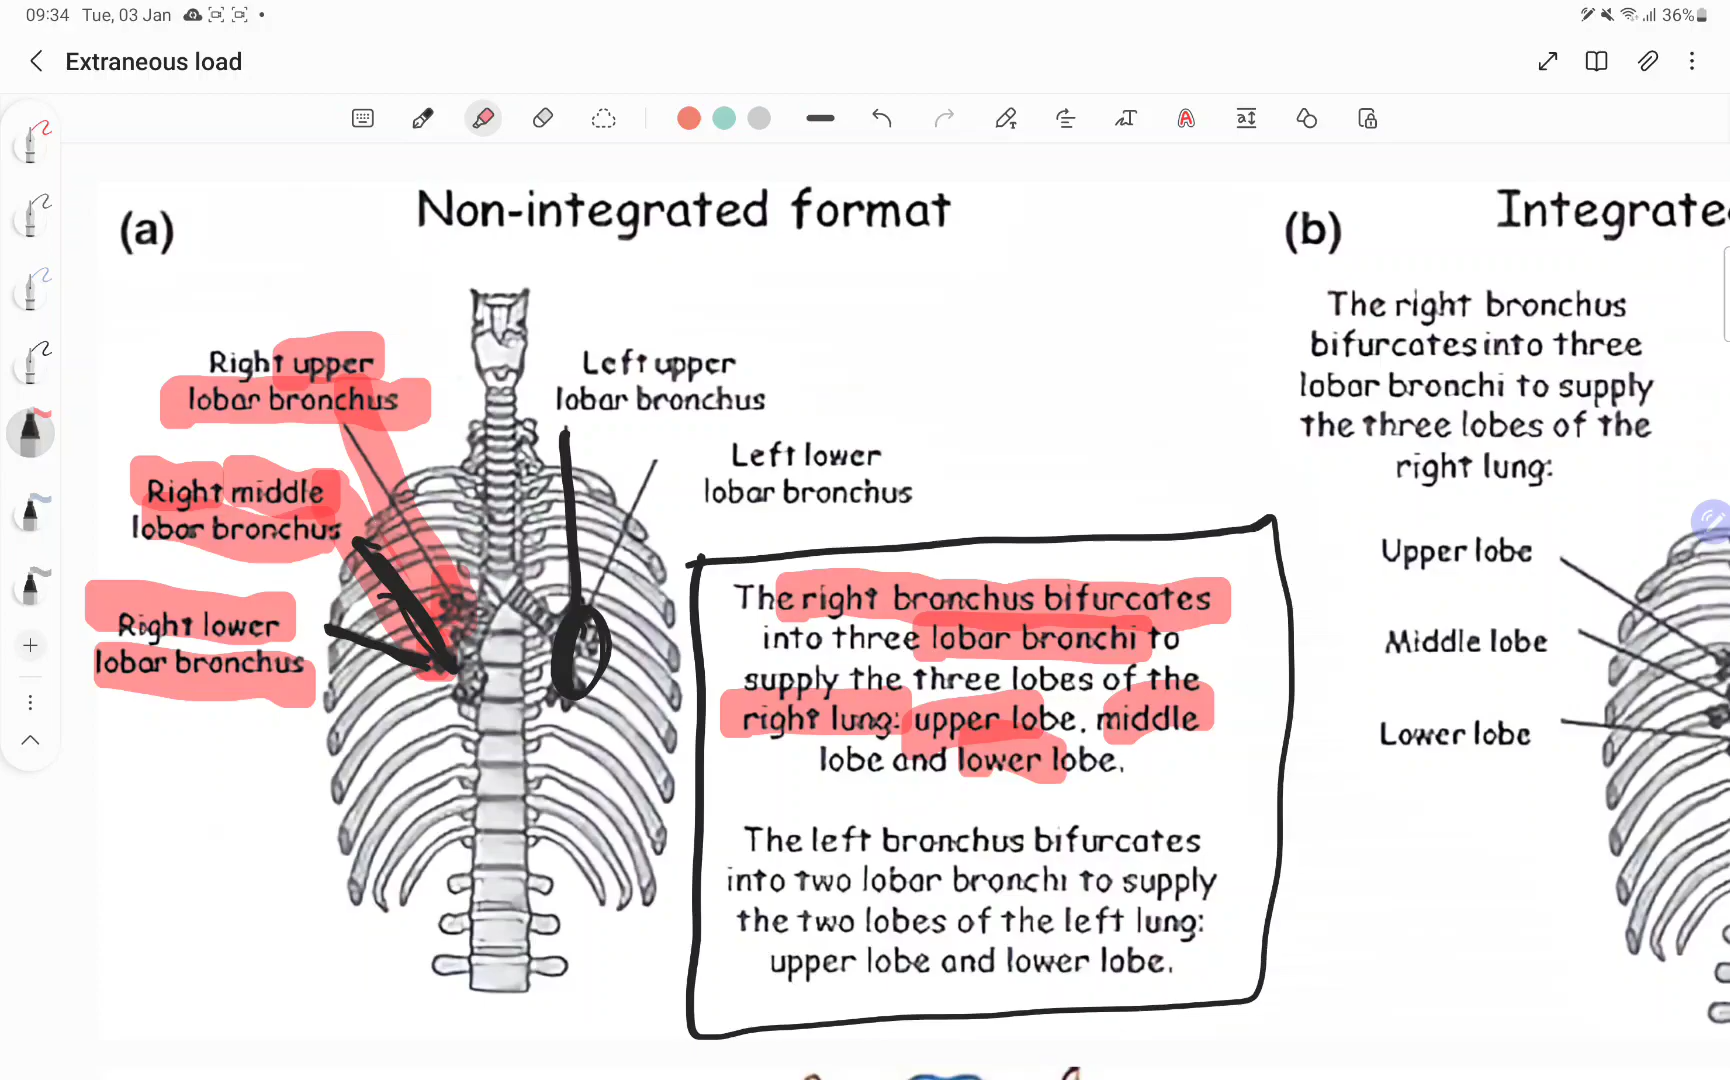 09:34 Tue, 03 Jan
36%
Extraneous load
(a)
Non-integrated format
Right upper
lobar bronchus
Left upper
lobar bronchus
Right middle
lobar bronchus
Left lower
lobar bronchus
Right lower
lobar bronchus
The right bronchus bifurcates
into three lobar bronchi to
supply the three lobes of the
right lung: upper lobe, middle
lobe and lower lobe.
The left bronchus bifurcates
into two lobar bronchi to supply
the two lobes of the left lung:
upper lobe and lower lobe.
(b)
Integrate
The right bronchus
bifurcates into three
lobar bronchi to supply
the three lobes of the
right lung:
Upper lobe
Middle lobe
Lower lobe